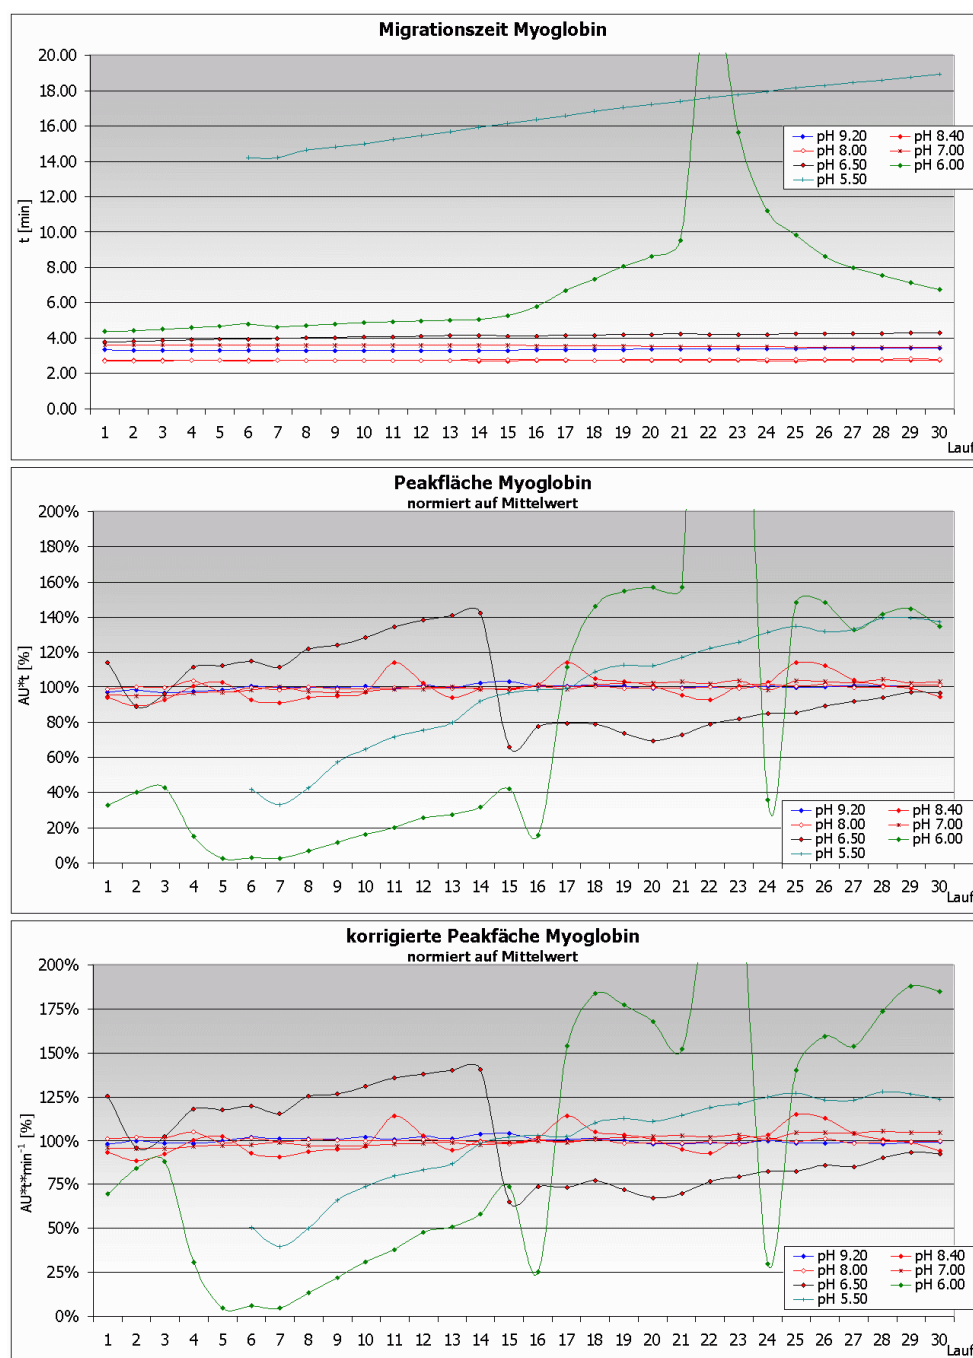 Migrationszeit Myoglobin
20.00
18.00
16.00
14.00
12.00
10.00
8.00
6.00
4.00
2.00
0.00
t [min]
pH 9.20 pH 8.40
pH 8.00 pH 7.00
pH 6.50 pH 6.00
pH 5.50
1 2 3 4 5 6 7 8 9 10 11 12 13 14 15 16 17 18 19 20 21 22 23 24 25 26 27 28 29 30
Lauf
Peakfläche Myoglobin
normiert auf Mittelwert
200%
180%
160%
140%
120%
100%
80%
60%
40%
20%
0%
AU*t [%]
pH 9.20 pH 8.40
pH 8.00 pH 7.00
pH 6.50 pH 6.00
pH 5.50
1 2 3 4 5 6 7 8 9 10 11 12 13 14 15 16 17 18 19 20 21 22 23 24 25 26 27 28 29 30
Lauf
korrigierte Peakfäche Myoglobin
normiert auf Mittelwert
200%
175%
150%
125%
100%
75%
50%
25%
0%
AU*t*min⁻¹ [%]
pH 9.20 pH 8.40
pH 8.00 pH 7.00
pH 6.50 pH 6.00
pH 5.50
1 2 3 4 5 6 7 8 9 10 11 12 13 14 15 16 17 18 19 20 21 22 23 24 25 26 27 28 29 30
Lauf